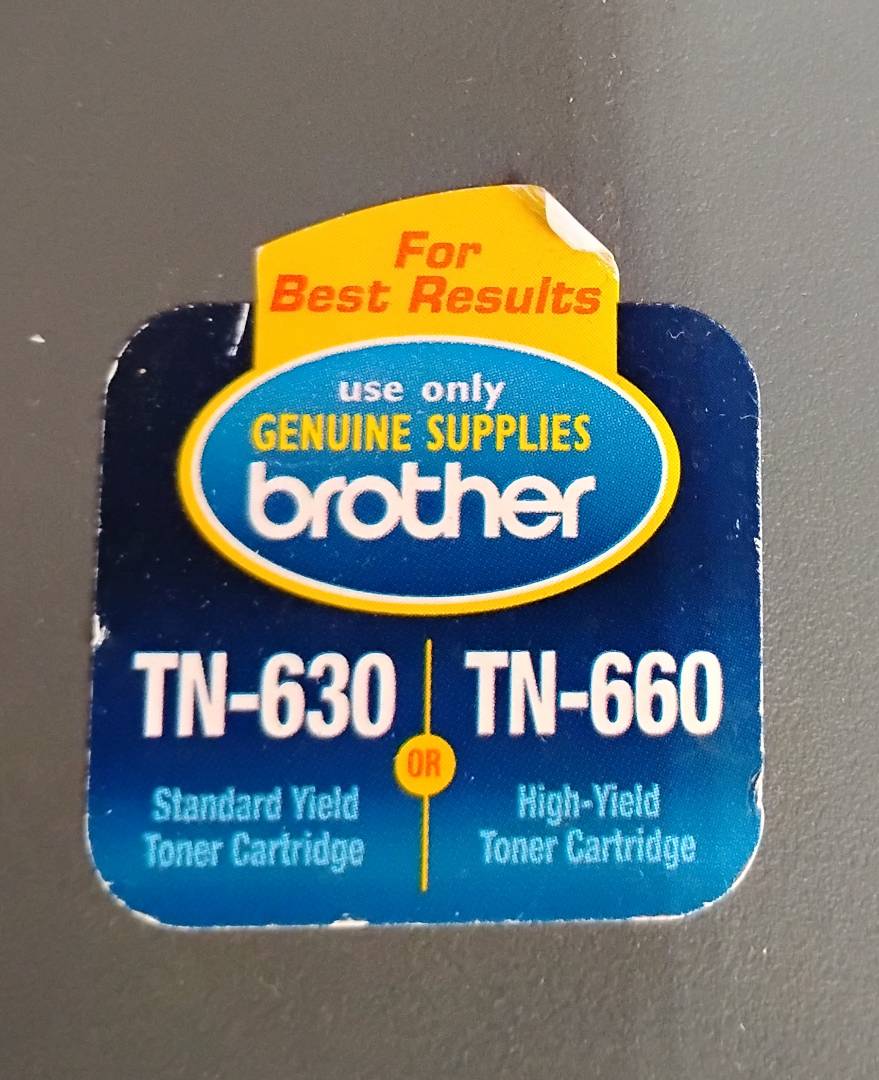 For
Best Results
use only
GENUINE SUPPLIES
brother
TN-630
OR
TN-660
Standard Yield
Toner Cartridge
High-Yield
Toner Cartridge